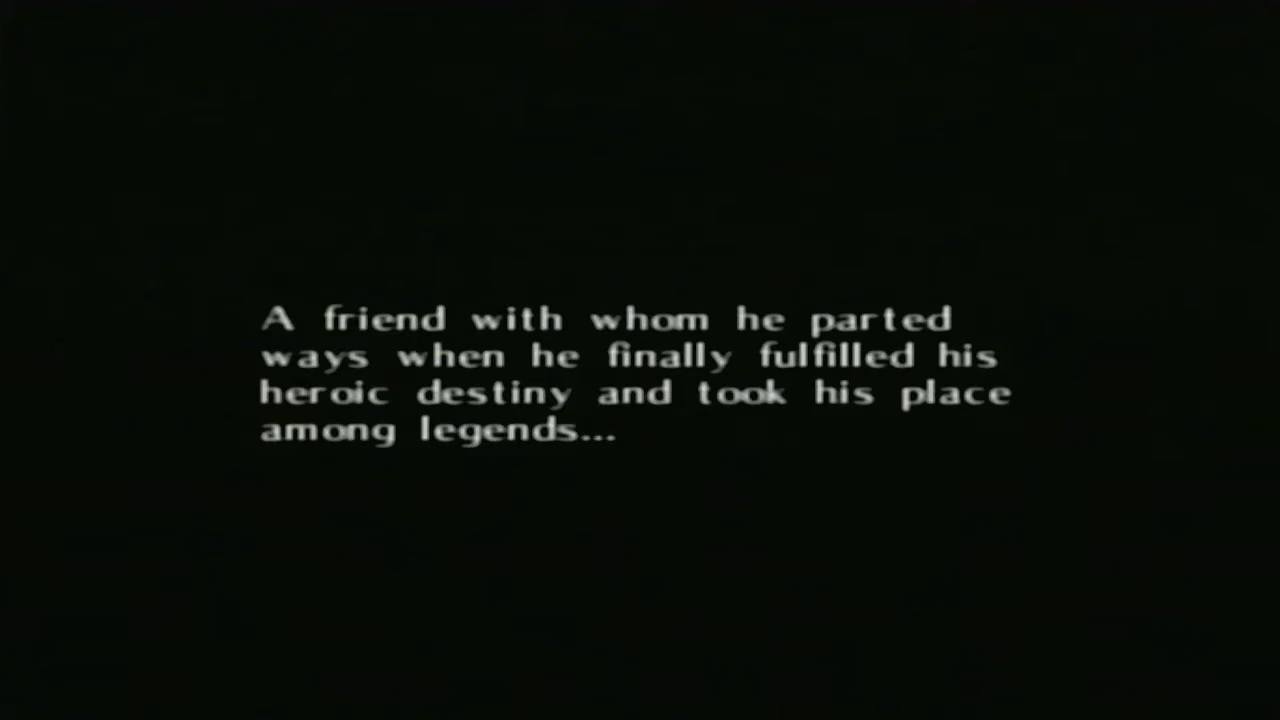 A friend with whom he parted
ways when he finally fulfilled his
heroic destiny and took his place
among legends...